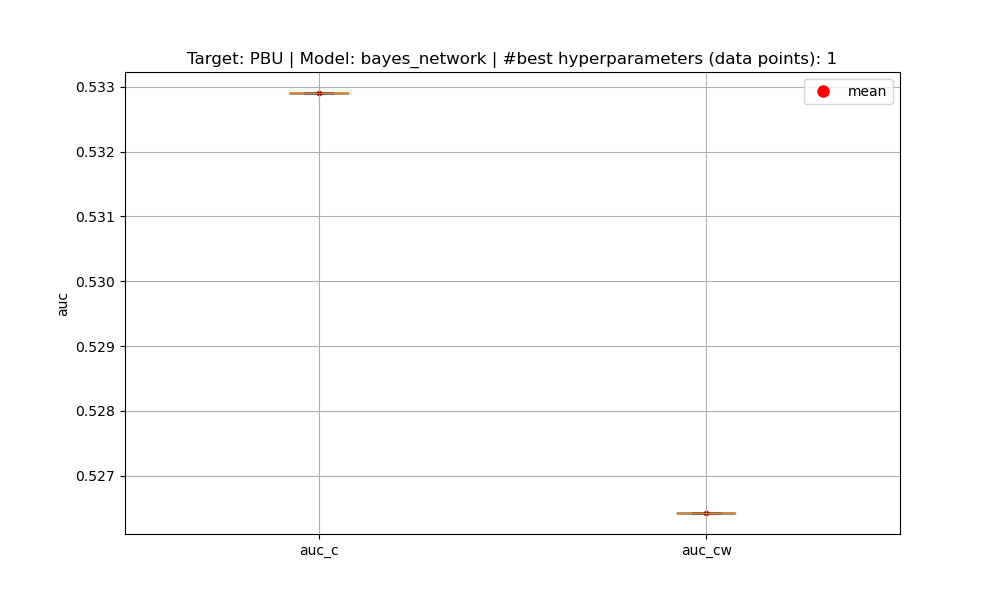 Target: PBU | Model: bayes_network | #best hyperparameters (data points): 1
mean
auc
0.533
0.532
0.531
0.530
0.529
0.528
0.527
auc_c
auc_cw